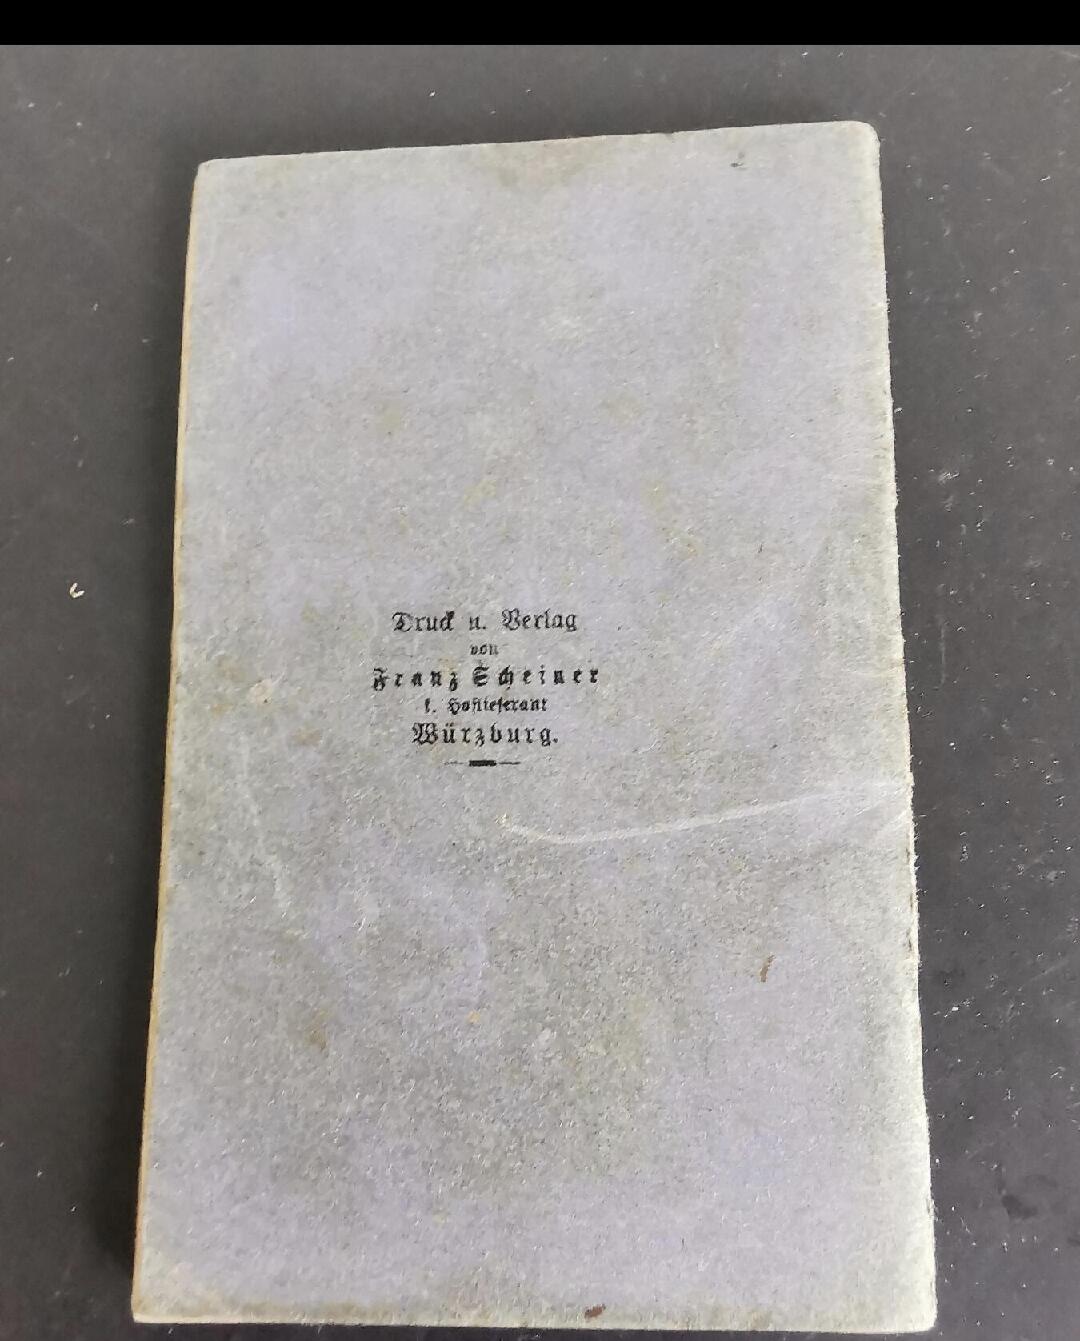 Druck u. Verlag
von
Franz Scheiner
k. Hoflieferant
Würzburg.